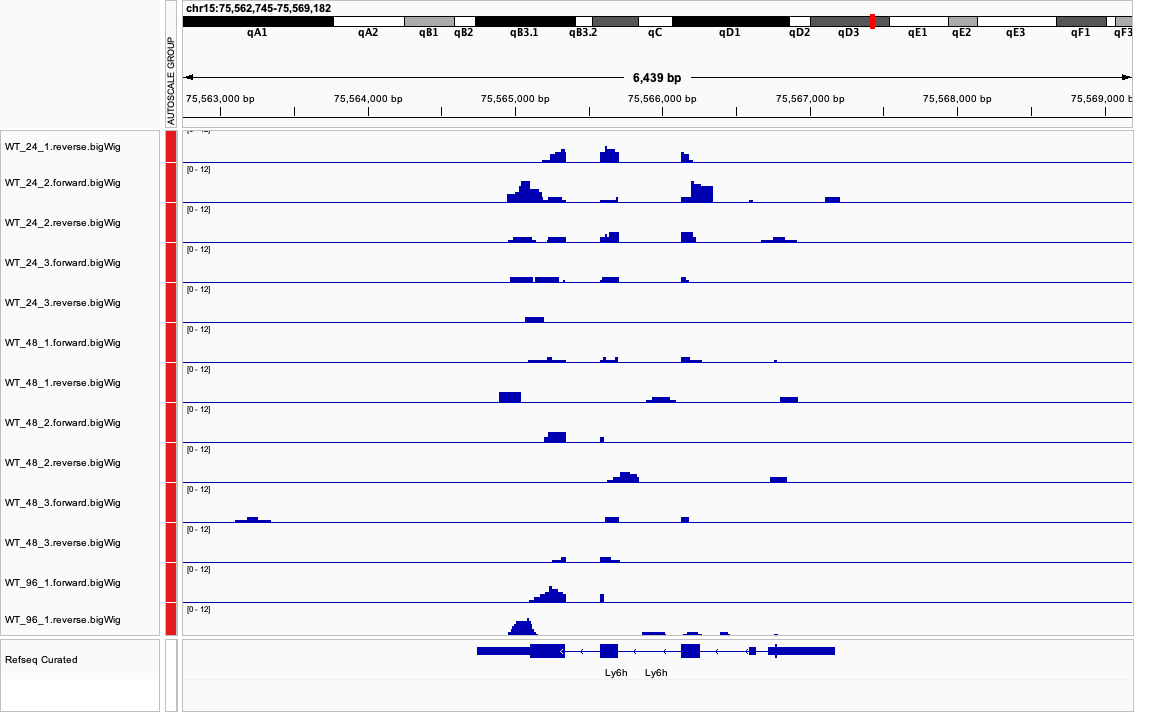 chr15:75,562,745-75,569,182
qA1 qA2 qB1 qB2 qB3.1 qB3.2 qC qD1 qD2 qD3 qE1 qE2 qE3 qF1 qF3
AUTOSCALE GROUP
6,439 bp
75,563,000 bp 75,564,000 bp 75,565,000 bp 75,566,000 bp 75,567,000 bp 75,568,000 bp 75,569,000 b
WT_24_1.reverse.bigWig
[0 - 12]
WT_24_2.forward.bigWig
[0 - 12]
WT_24_2.reverse.bigWig
[0 - 12]
WT_24_3.forward.bigWig
[0 - 12]
WT_24_3.reverse.bigWig
[0 - 12]
WT_48_1.forward.bigWig
[0 - 12]
WT_48_1.reverse.bigWig
[0 - 12]
WT_48_2.forward.bigWig
[0 - 12]
WT_48_2.reverse.bigWig
[0 - 12]
WT_48_3.forward.bigWig
[0 - 12]
WT_48_3.reverse.bigWig
[0 - 12]
WT_96_1.forward.bigWig
[0 - 12]
WT_96_1.reverse.bigWig
Refseq Curated
Ly6h Ly6h